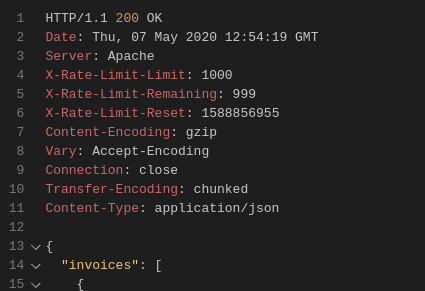 1 HTTP/1.1 200 OK
2 Date: Thu, 07 May 2020 12:54:19 GMT
3 Server: Apache
4 X-Rate-Limit-Limit: 1000
5 X-Rate-Limit-Remaining: 999
6 X-Rate-Limit-Reset: 1588856955
7 Content-Encoding: gzip
8 Vary: Accept-Encoding
9 Connection: close
10 Transfer-Encoding: chunked
11 Content-Type: application/json
12
13 {
14 "invoices": [
15 {